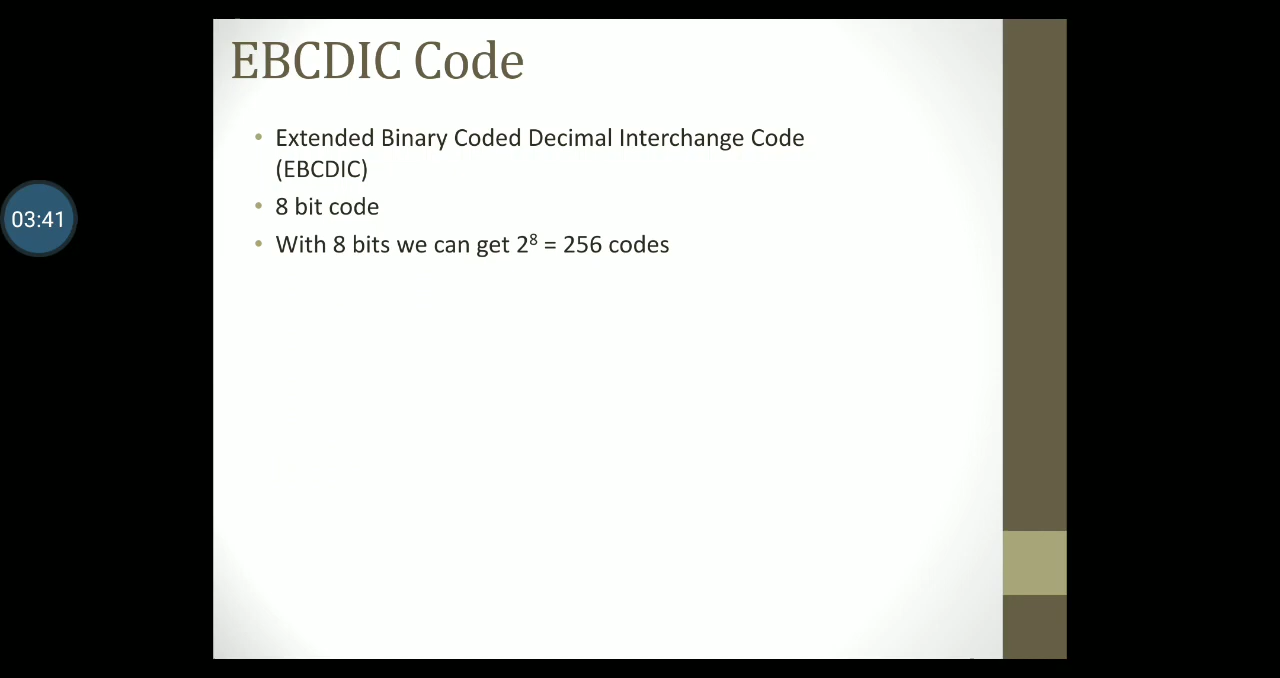 EBCDIC Code
• Extended Binary Coded Decimal Interchange Code
(EBCDIC)
03:41
• 8 bit code
• With 8 bits we can get 2⁸ = 256 codes